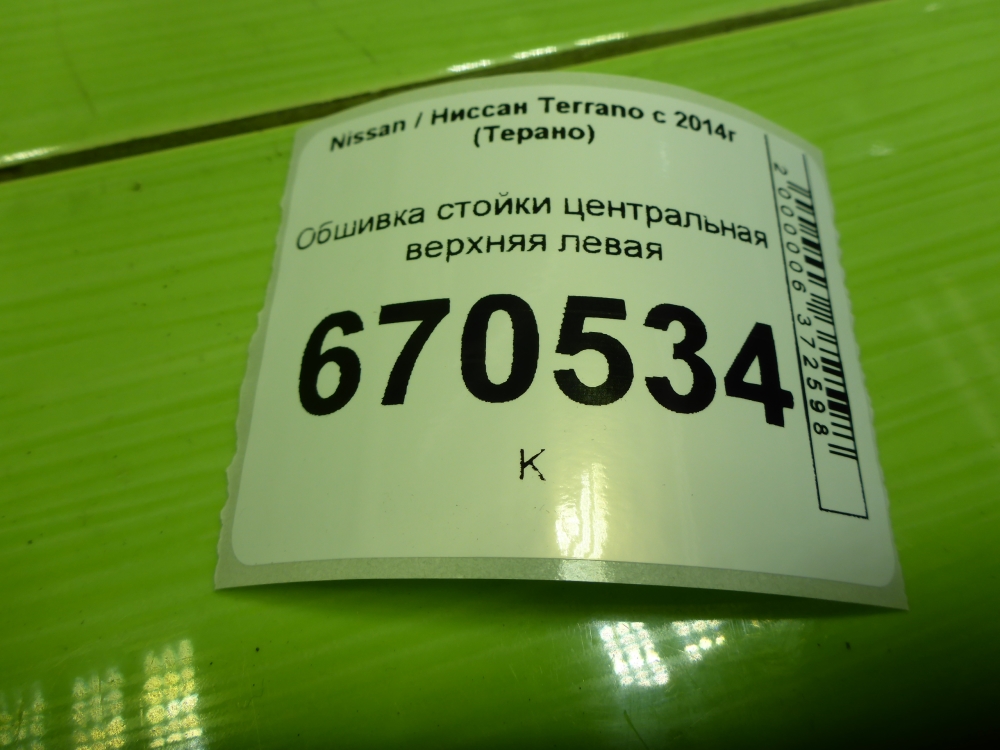 Nissan / Ниссан Terrano с 2014г
(Терано)
Обшивка стойки центральная
верхняя левая
670534
К
2000006372598